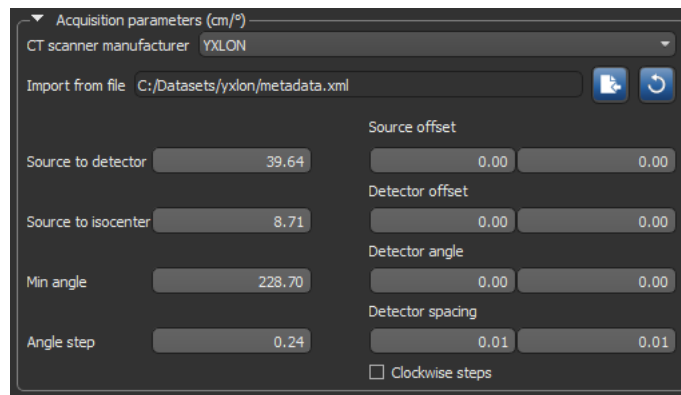 Acquisition parameters (cm/º)
CT scanner manufacturer YXLON
Import from file C:/Datasets/yxlon/metadata.xml
Source offset
Source to detector 39.64 0.00 0.00
Detector offset
Source to isocenter 8.71 0.00 0.00
Detector angle
Min angle 228.70 0.00 0.00
Detector spacing
Angle step 0.24 0.01 0.01
Clockwise steps